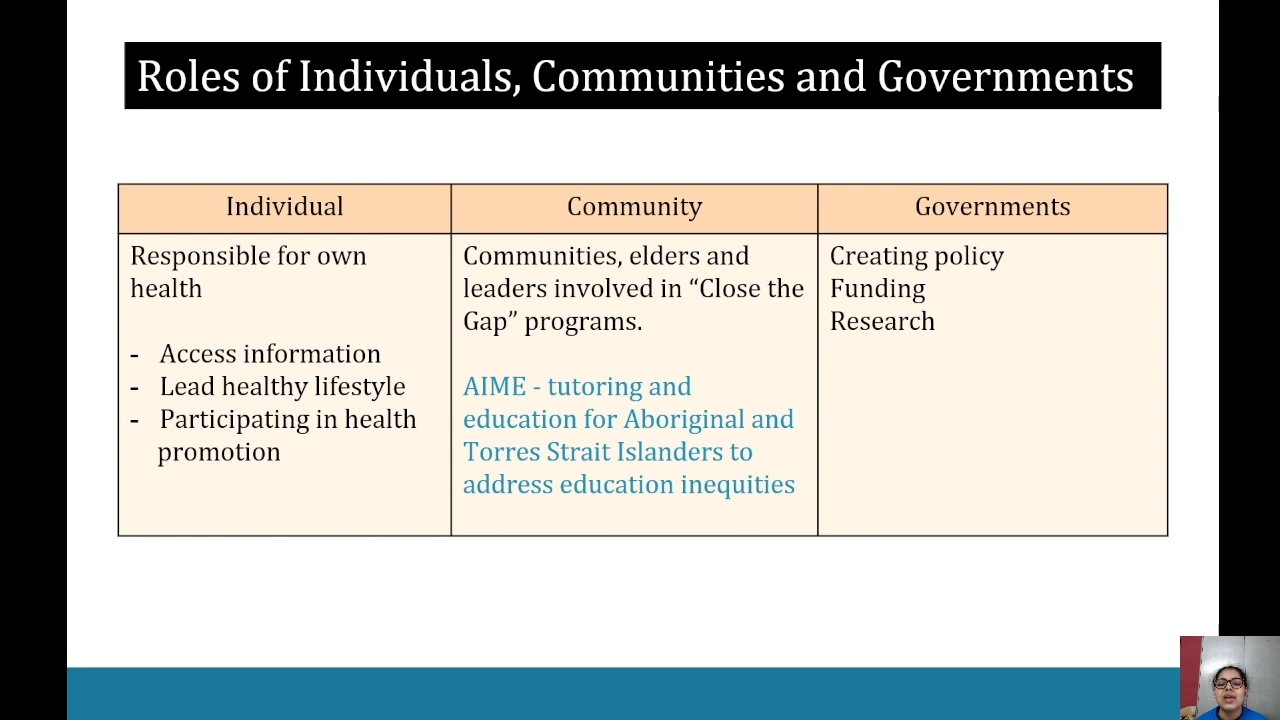 Roles of Individuals, Communities and Governments
Individual
Community
Governments
Responsible for own
health
- Access information
- Lead healthy lifestyle
- Participating in health
promotion
Communities, elders and
leaders involved in “Close the
Gap” programs.
AIME - tutoring and
education for Aboriginal and
Torres Strait Islanders to
address education inequities
Creating policy
Funding
Research